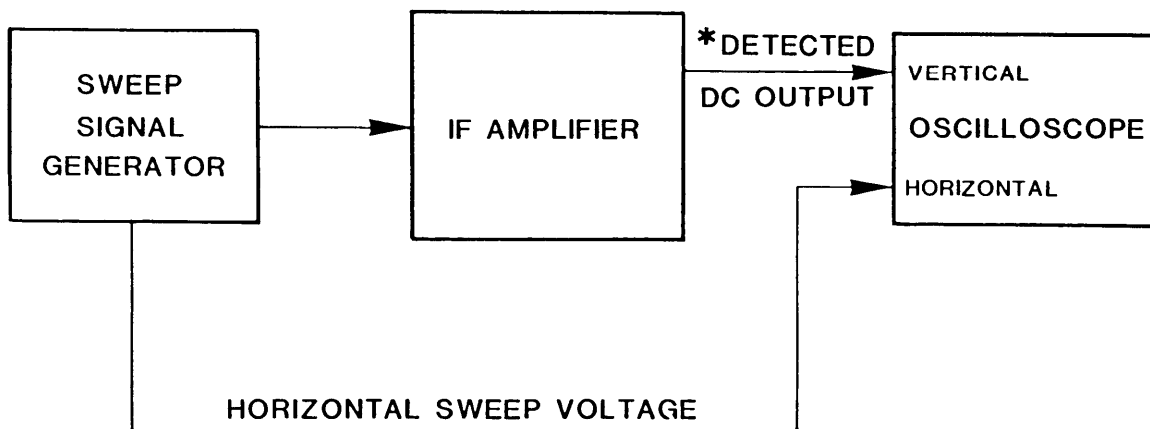 SWEEP
SIGNAL
GENERATOR
IF AMPLIFIER
*DETECTED
DC OUTPUT
VERTICAL
OSCILLOSCOPE
HORIZONTAL
HORIZONTAL SWEEP VOLTAGE